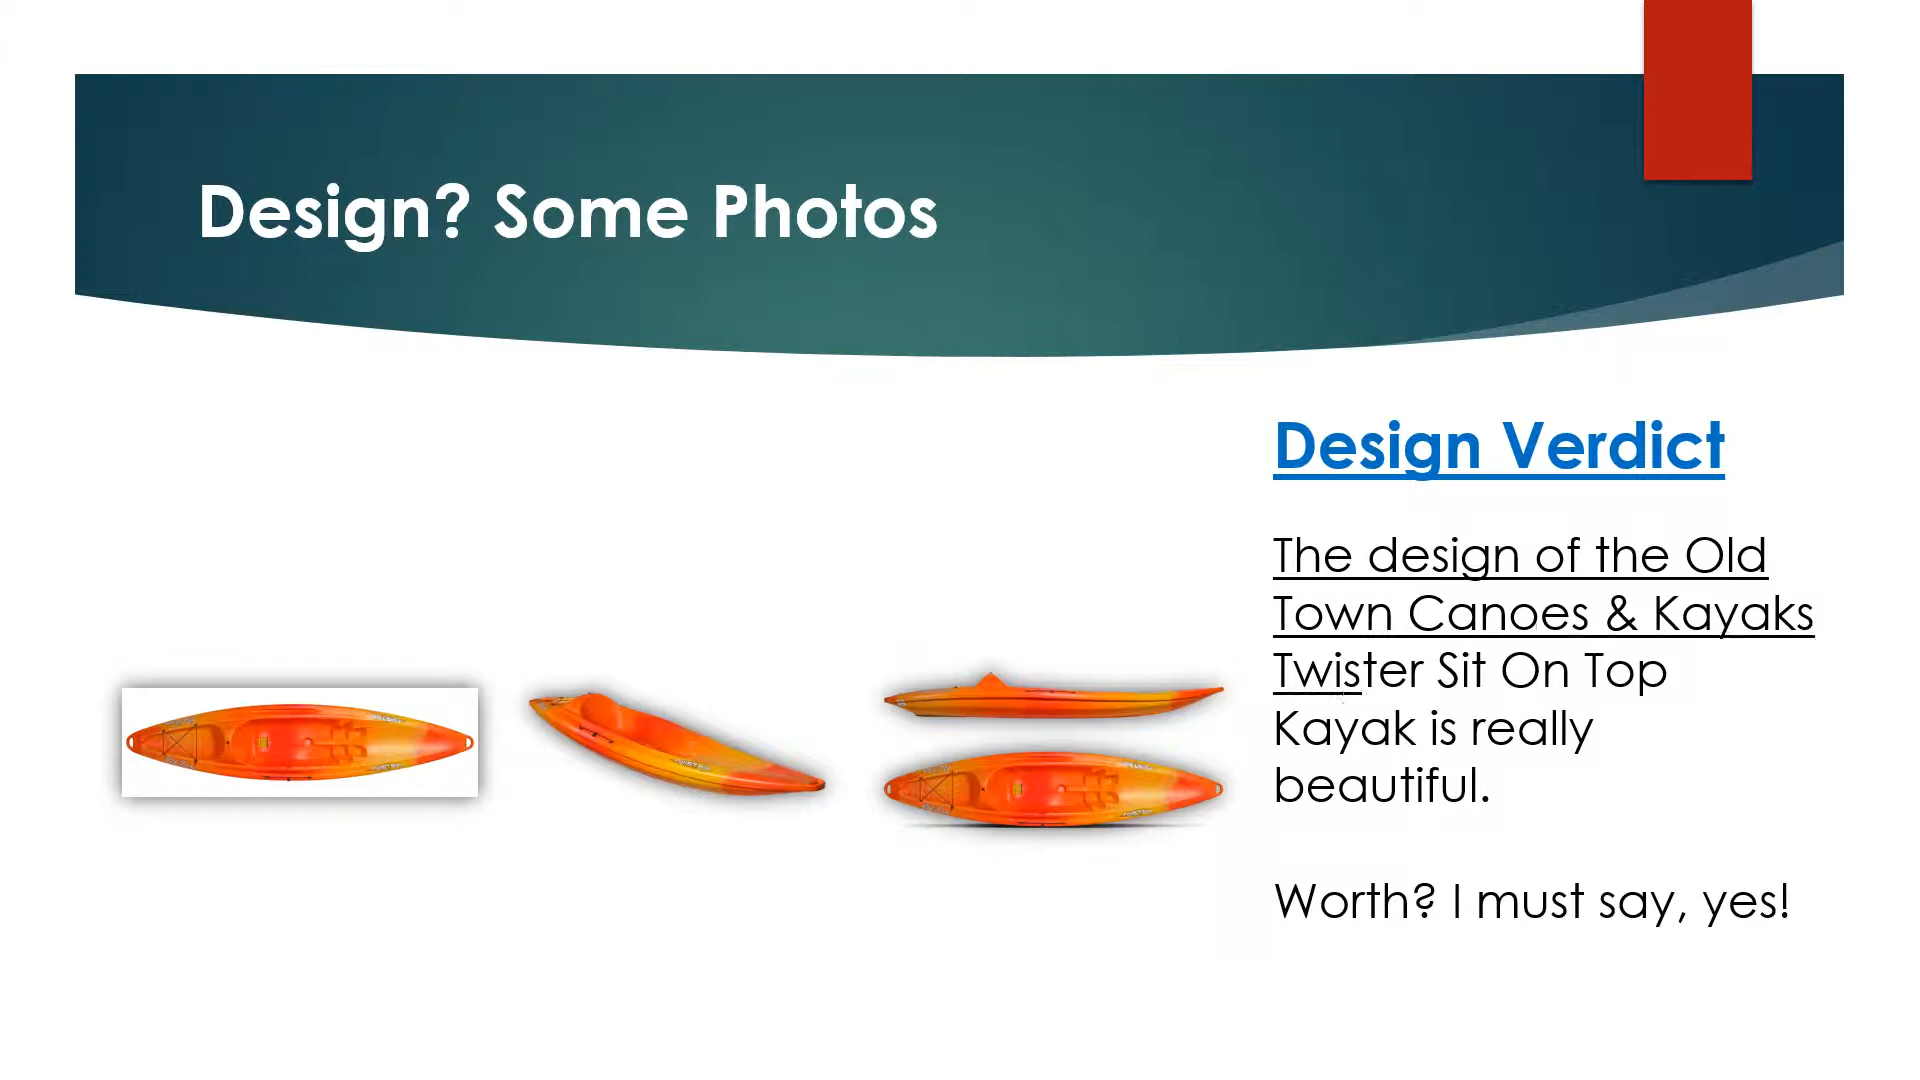 Design? Some Photos
Design Verdict
The design of the Old
Town Canoes & Kayaks
Twister Sit On Top
Kayak is really
beautiful.
Worth? I must say, yes!